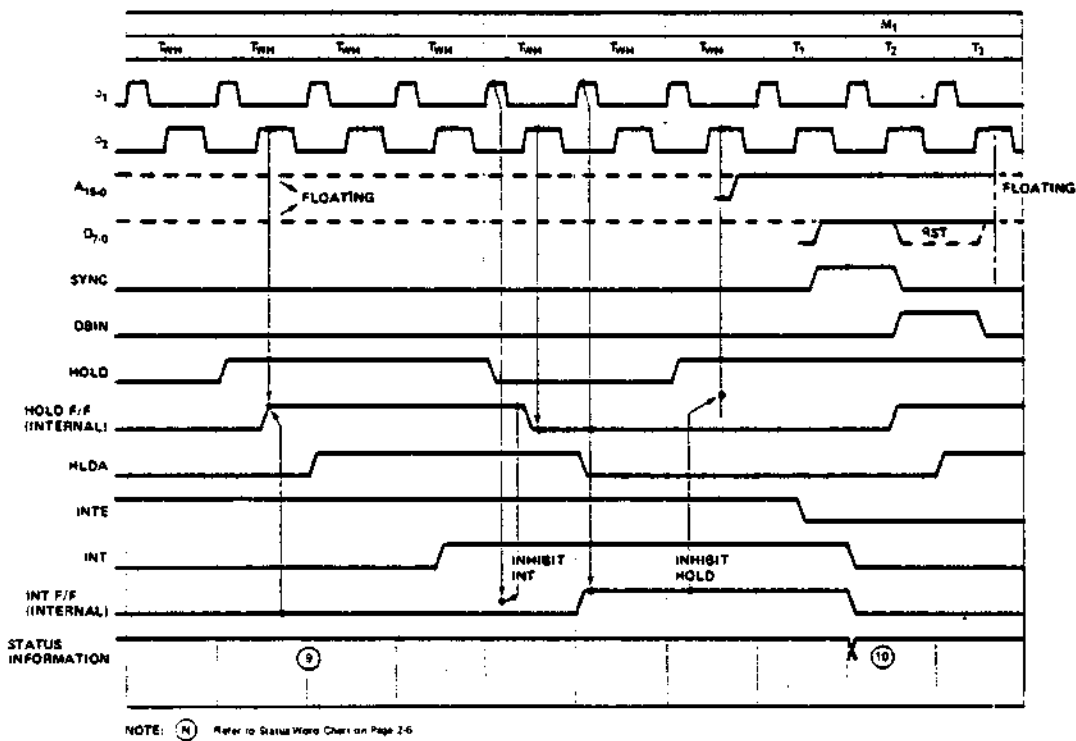 M1
TWH TWH TWH TWH TWH TWH TWH T1 T2 T3
ϕ1
ϕ2
A15-0
FLOATING
FLOATING
D7-0
RST
SYNC
DBIN
HOLD
HOLD F/F
(INTERNAL)
HLDA
INTE
INT
INHIBIT
INT
INHIBIT
HOLD
INT F/F
(INTERNAL)
STATUS
INFORMATION
9
10
NOTE: N Refer to Status Word Chart on Page 2-6